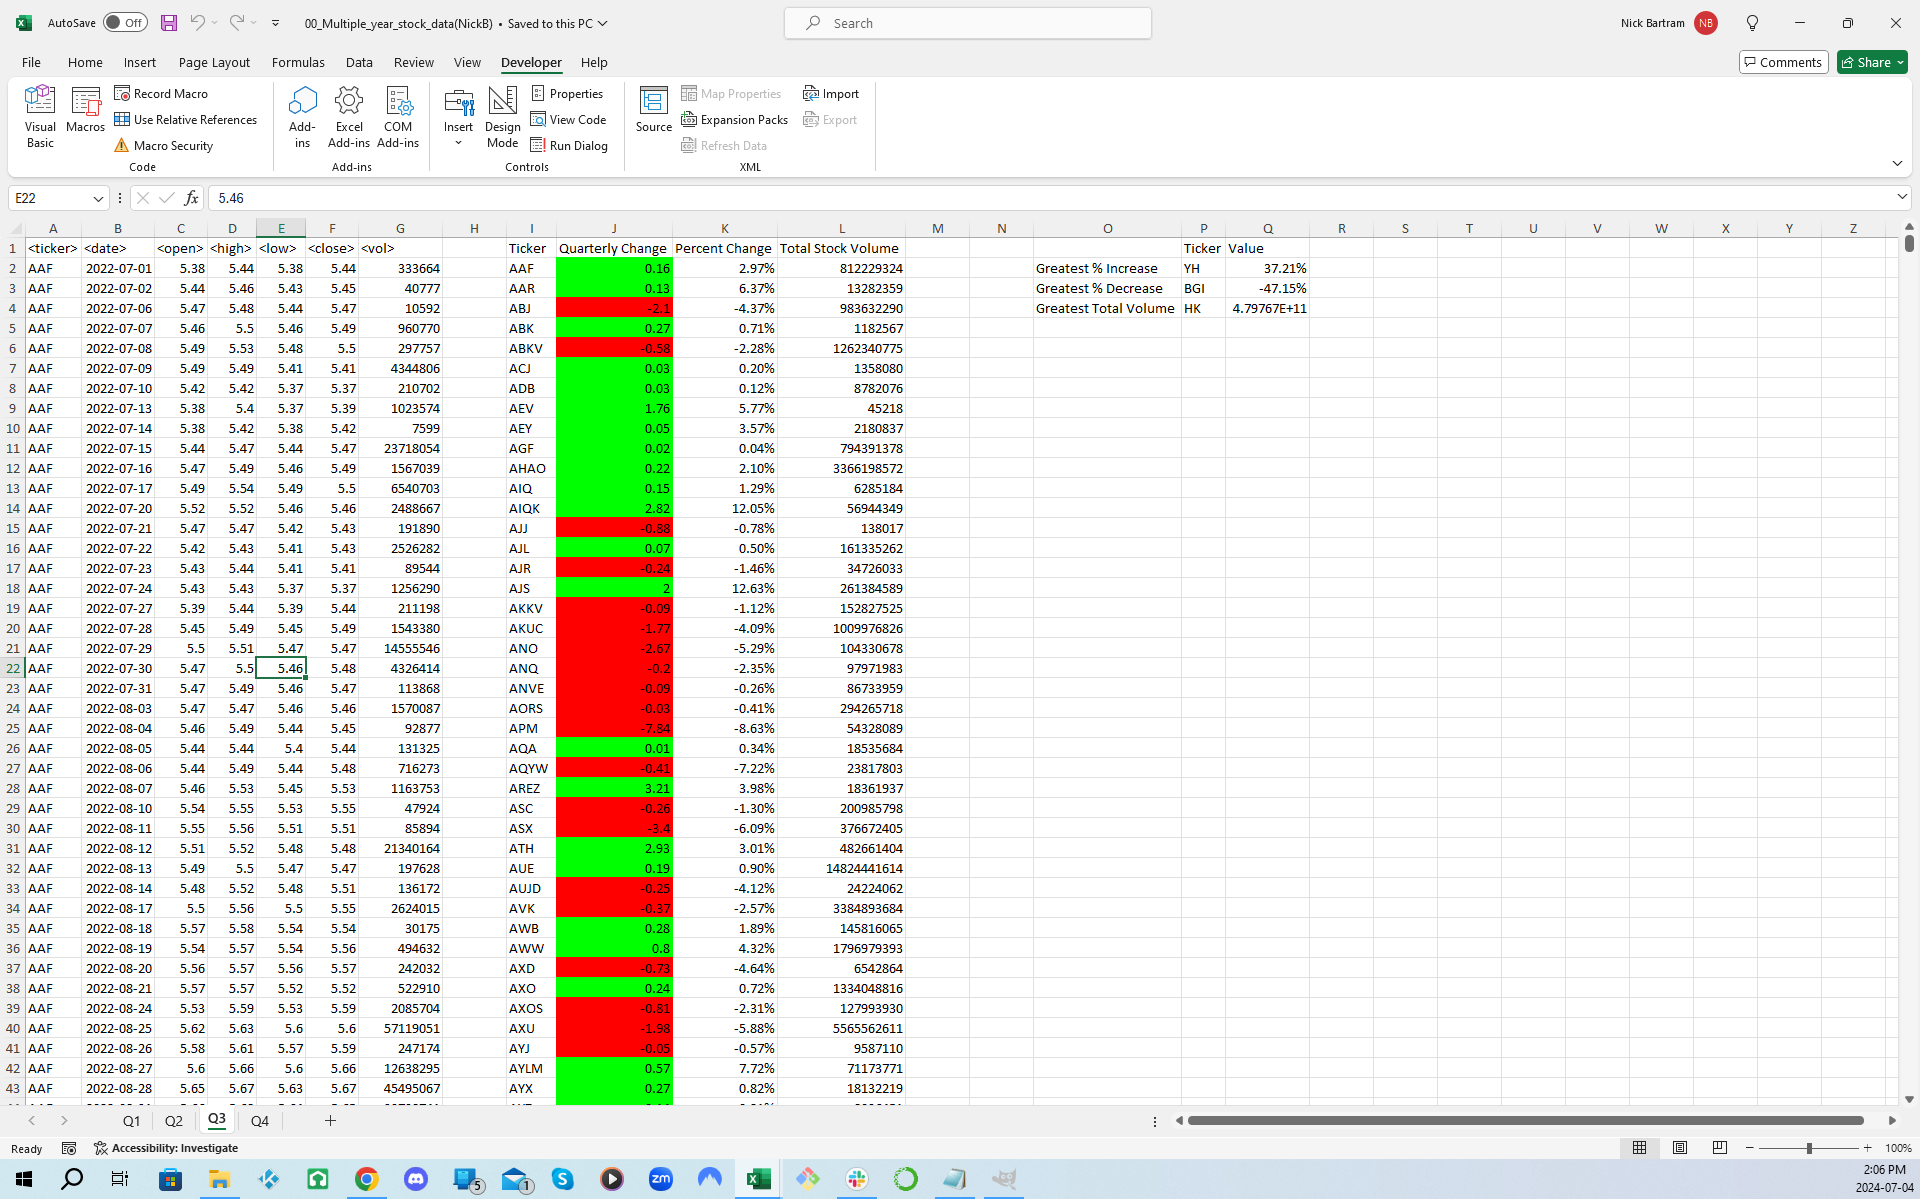 AutoSave Off 00_Multiple_year_stock_data(NickB) • Saved to this PC Search Nick Bartram NB
File Home Insert Page Layout Formulas Data Review View Developer Help Comments Share
Visual Basic Macros Record Macro Use Relative References Macro Security Code
Add-ins Excel Add-ins COM Add-ins Add-ins
Insert Design Mode Properties View Code Run Dialog Controls
Source Map Properties Expansion Packs Refresh Data Import Export XML
E22 fx 5.46
A B C D E F G H I J K L M N O P Q R S T U V W X Y Z
1 <ticker> <date> <open> <high> <low> <close> <vol> Ticker Quarterly Change Percent Change Total Stock Volume Ticker Value
2 AAF 2022-07-01 5.38 5.44 5.38 5.44 333664 AAF 0.16 2.97% 812229324 Greatest % Increase YH 37.21%
3 AAF 2022-07-02 5.44 5.46 5.43 5.45 40777 AAR 0.13 6.37% 13282359 Greatest % Decrease BGI -47.15%
4 AAF 2022-07-06 5.47 5.48 5.44 5.47 10592 ABJ -2.1 -4.37% 983632290 Greatest Total Volume HK 4.79767E+11
5 AAF 2022-07-07 5.46 5.5 5.46 5.49 960770 ABK 0.27 0.71% 1182567
6 AAF 2022-07-08 5.49 5.53 5.48 5.5 297757 ABKV -0.58 -2.28% 1262340775
7 AAF 2022-07-09 5.49 5.49 5.41 5.41 4344806 ACJ 0.03 0.20% 1358080
8 AAF 2022-07-10 5.42 5.42 5.37 5.37 210702 ADB 0.03 0.12% 8782076
9 AAF 2022-07-13 5.38 5.4 5.37 5.39 1023574 AEV 1.76 5.77% 45218
10 AAF 2022-07-14 5.38 5.42 5.38 5.42 7599 AEY 0.05 3.57% 2180837
11 AAF 2022-07-15 5.44 5.47 5.44 5.47 23718054 AGF 0.02 0.04% 794391378
12 AAF 2022-07-16 5.47 5.49 5.46 5.49 1567039 AHAO 0.22 2.10% 3366198572
13 AAF 2022-07-17 5.49 5.54 5.49 5.5 6540703 AIQ 0.15 1.29% 6285184
14 AAF 2022-07-20 5.52 5.52 5.46 5.46 2488667 AIQK 2.82 12.05% 56944349
15 AAF 2022-07-21 5.47 5.47 5.42 5.43 191890 AJJ -0.88 -0.78% 138017
16 AAF 2022-07-22 5.42 5.43 5.41 5.43 2526282 AJL 0.07 0.50% 161335262
17 AAF 2022-07-23 5.43 5.44 5.41 5.41 89544 AJR -0.24 -1.46% 34726033
18 AAF 2022-07-24 5.43 5.43 5.37 5.37 1256290 AJS 2 12.63% 261384589
19 AAF 2022-07-27 5.39 5.44 5.39 5.44 211198 AKKV -0.09 -1.12% 152827525
20 AAF 2022-07-28 5.45 5.49 5.45 5.49 1543380 AKUC -1.77 -4.09% 1009976826
21 AAF 2022-07-29 5.5 5.51 5.47 5.47 14555546 ANO -2.67 -5.29% 104330678
22 AAF 2022-07-30 5.47 5.5 5.46 5.48 4326414 ANQ -0.2 -2.35% 97971983
23 AAF 2022-07-31 5.47 5.49 5.46 5.47 113868 ANVE -0.09 -0.26% 86733959
24 AAF 2022-08-03 5.47 5.47 5.46 5.46 1570087 AORS -0.03 -0.41% 294265718
25 AAF 2022-08-04 5.46 5.49 5.44 5.45 92877 APM -7.84 -8.63% 54328089
26 AAF 2022-08-05 5.44 5.44 5.4 5.44 131325 AQA 0.01 0.34% 18535684
27 AAF 2022-08-06 5.44 5.49 5.44 5.48 716273 AQYW -0.41 -7.22% 23817803
28 AAF 2022-08-07 5.46 5.53 5.45 5.53 1163753 AREZ 3.21 3.98% 18361937
29 AAF 2022-08-10 5.54 5.55 5.53 5.55 47924 ASC -0.26 -1.30% 200985798
30 AAF 2022-08-11 5.55 5.56 5.51 5.51 85894 ASX -3.4 -6.09% 376672405
31 AAF 2022-08-12 5.51 5.52 5.48 5.48 21340164 ATH 2.93 3.01% 482661404
32 AAF 2022-08-13 5.49 5.5 5.47 5.47 197628 AUE 0.19 0.90% 14824441614
33 AAF 2022-08-14 5.48 5.52 5.48 5.51 136172 AUJD -0.25 -4.12% 24224062
34 AAF 2022-08-17 5.5 5.56 5.5 5.55 2624015 AVK -0.37 -2.57% 3384893684
35 AAF 2022-08-18 5.57 5.58 5.54 5.54 30175 AWB 0.28 1.89% 145816065
36 AAF 2022-08-19 5.54 5.57 5.54 5.56 494632 AWW 0.8 4.32% 1796979393
37 AAF 2022-08-20 5.56 5.57 5.56 5.57 242032 AXD -0.73 -4.64% 6542864
38 AAF 2022-08-21 5.57 5.57 5.52 5.52 522910 AXO 0.24 0.72% 1334048816
39 AAF 2022-08-24 5.53 5.59 5.53 5.59 2085704 AXOS -0.81 -2.31% 127993930
40 AAF 2022-08-25 5.62 5.63 5.6 5.6 57119051 AXU -1.98 -5.88% 5565562611
41 AAF 2022-08-26 5.58 5.61 5.57 5.59 247174 AYJ -0.05 -0.57% 9587110
42 AAF 2022-08-27 5.6 5.66 5.6 5.66 12638295 AYLM 0.57 7.72% 71173771
43 AAF 2022-08-28 5.65 5.67 5.63 5.67 45495067 AYX 0.27 0.82% 18132219
Q1 Q2 Q3 Q4
Ready Accessibility: Investigate 100%
5 1 zm 2:06 PM
2024-07-04